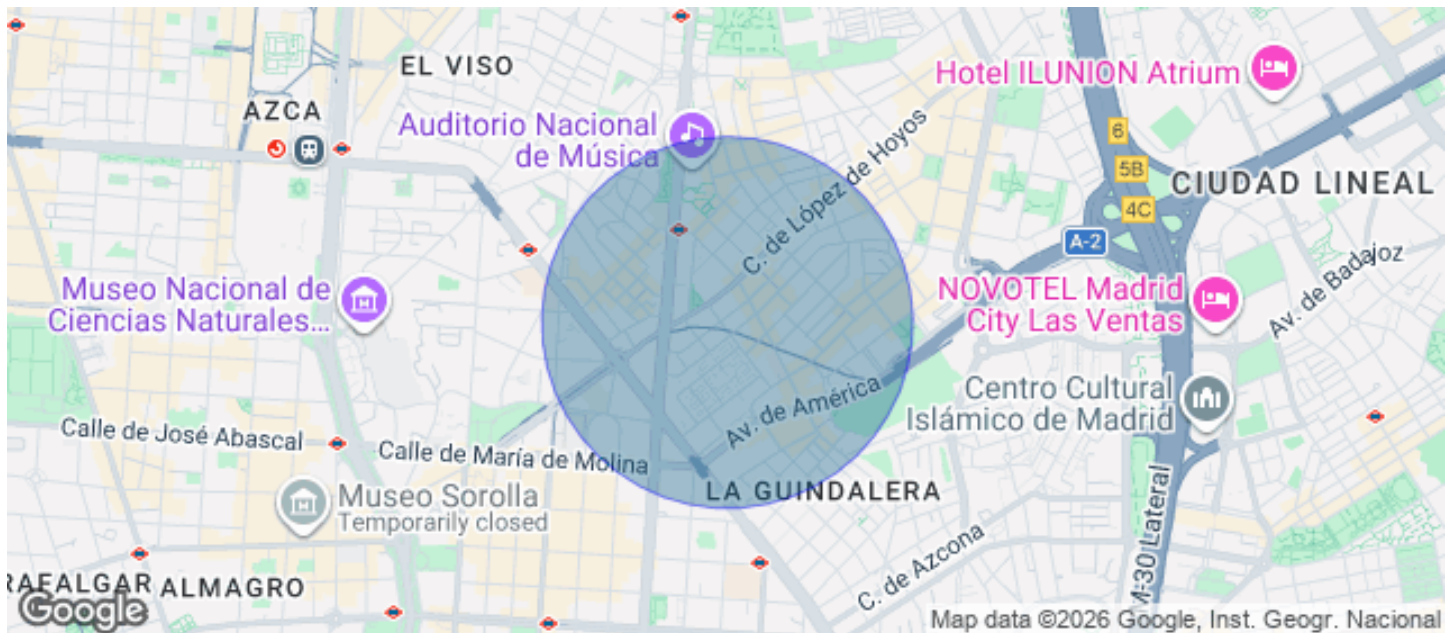 EL VISO
Hotel ILUNION Atrium
AZCA
Auditorio Nacional
de Música
6
5B
4C
CIUDAD LINEAL
C. de López de Hoyos
A-2
Av. de Badajoz
Museo Nacional de
Ciencias Naturales...
NOVOTEL Madrid
City Las Ventas
Centro Cultural
Islámico de Madrid
Av. de América
Calle de José Abascal
Calle de María de Molina
Museo Sorolla
Temporarily closed
LA GUINDALERA
M-30 Lateral
C. de Azcona
RAFALGAR
ALMAGRO
Google
Map data ©2026 Google, Inst. Geogr. Nacional